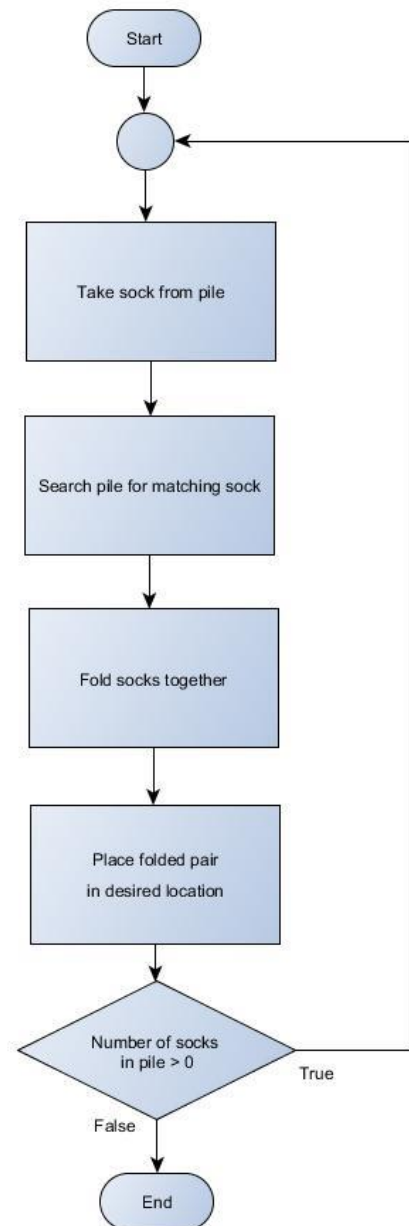 Start
Take sock from pile
Search pile for matching sock
Fold socks together
Place folded pair
in desired location
Number of socks
in pile > 0
True
False
End